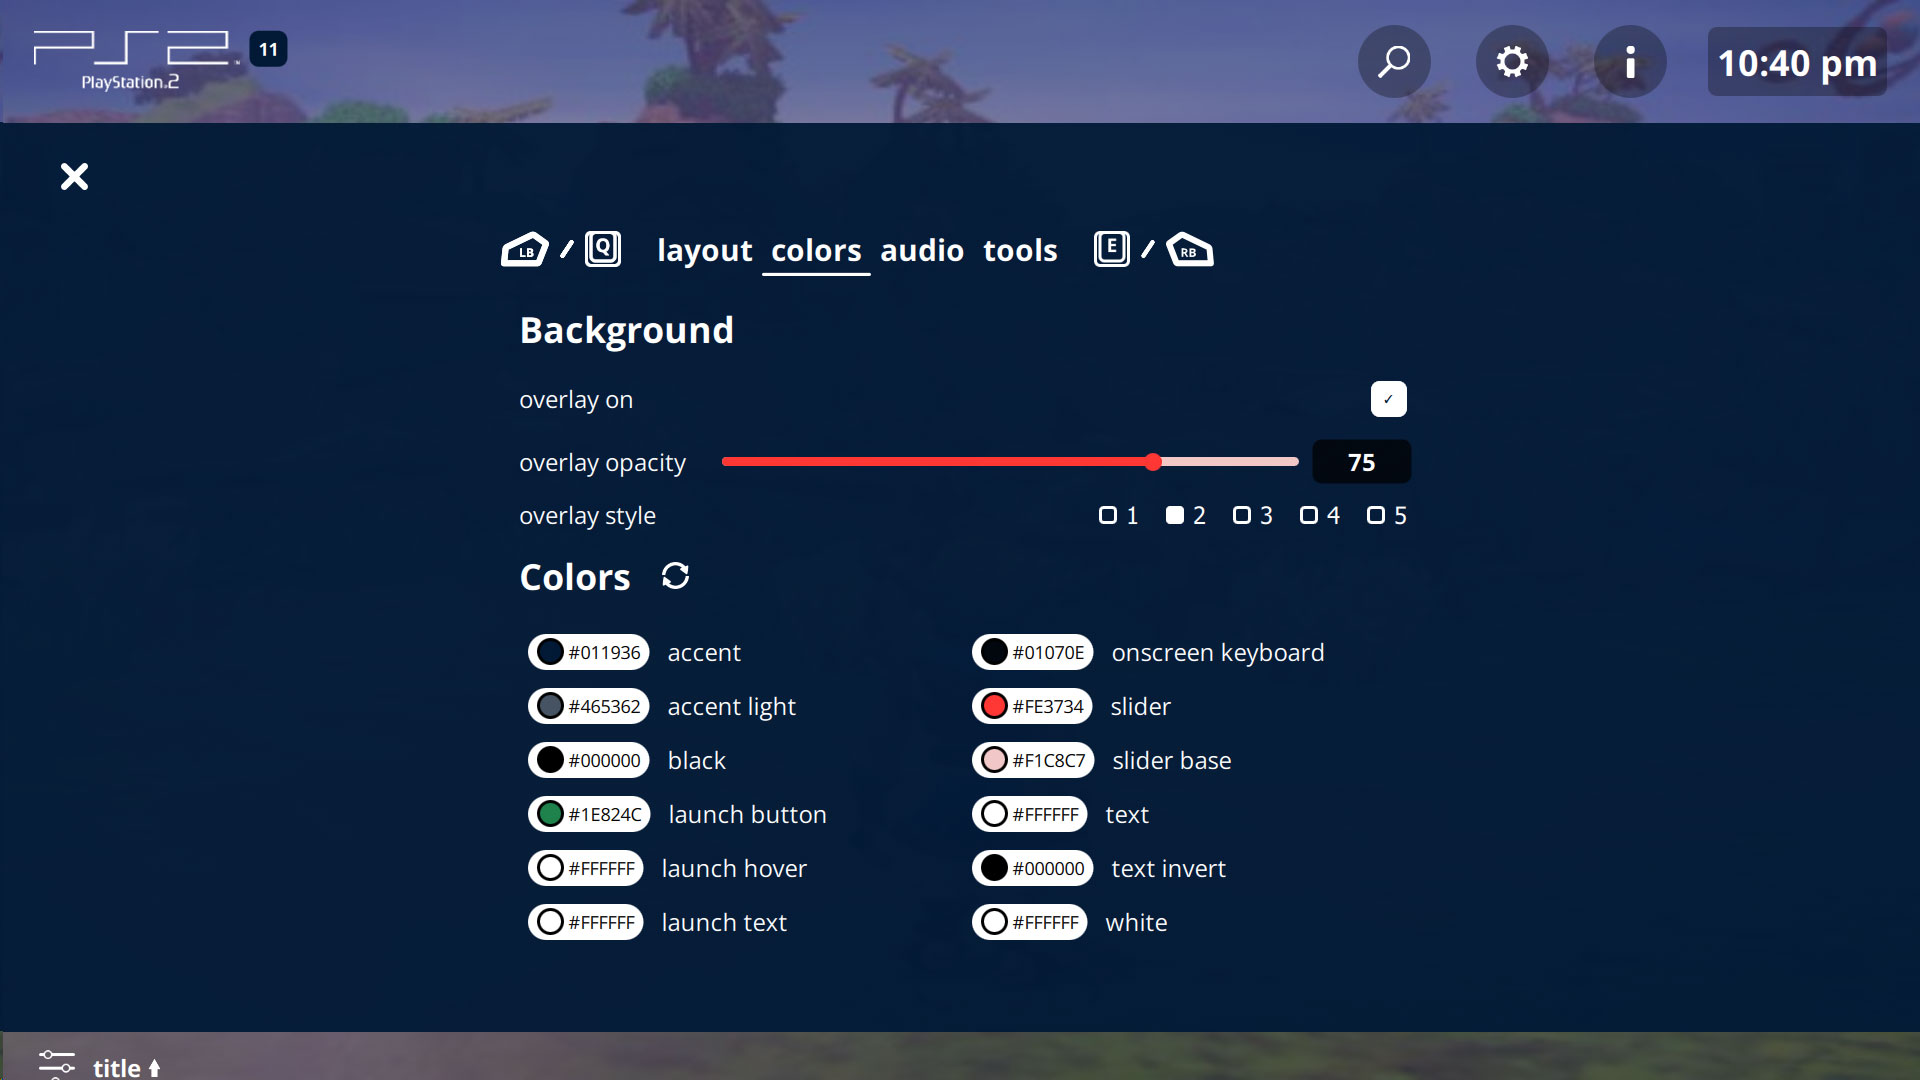 PS2
PlayStation.2
11
10:40 pm
LB / Q layout colors audio tools E / RB
Background
overlay on
overlay opacity 75
overlay style 1 2 3 4 5
Colors
#011936 accent #01070E onscreen keyboard
#465362 accent light #FE3734 slider
#000000 black #F1C8C7 slider base
#1E824C launch button #FFFFFF text
#FFFFFF launch hover #000000 text invert
#FFFFFF launch text #FFFFFF white
title